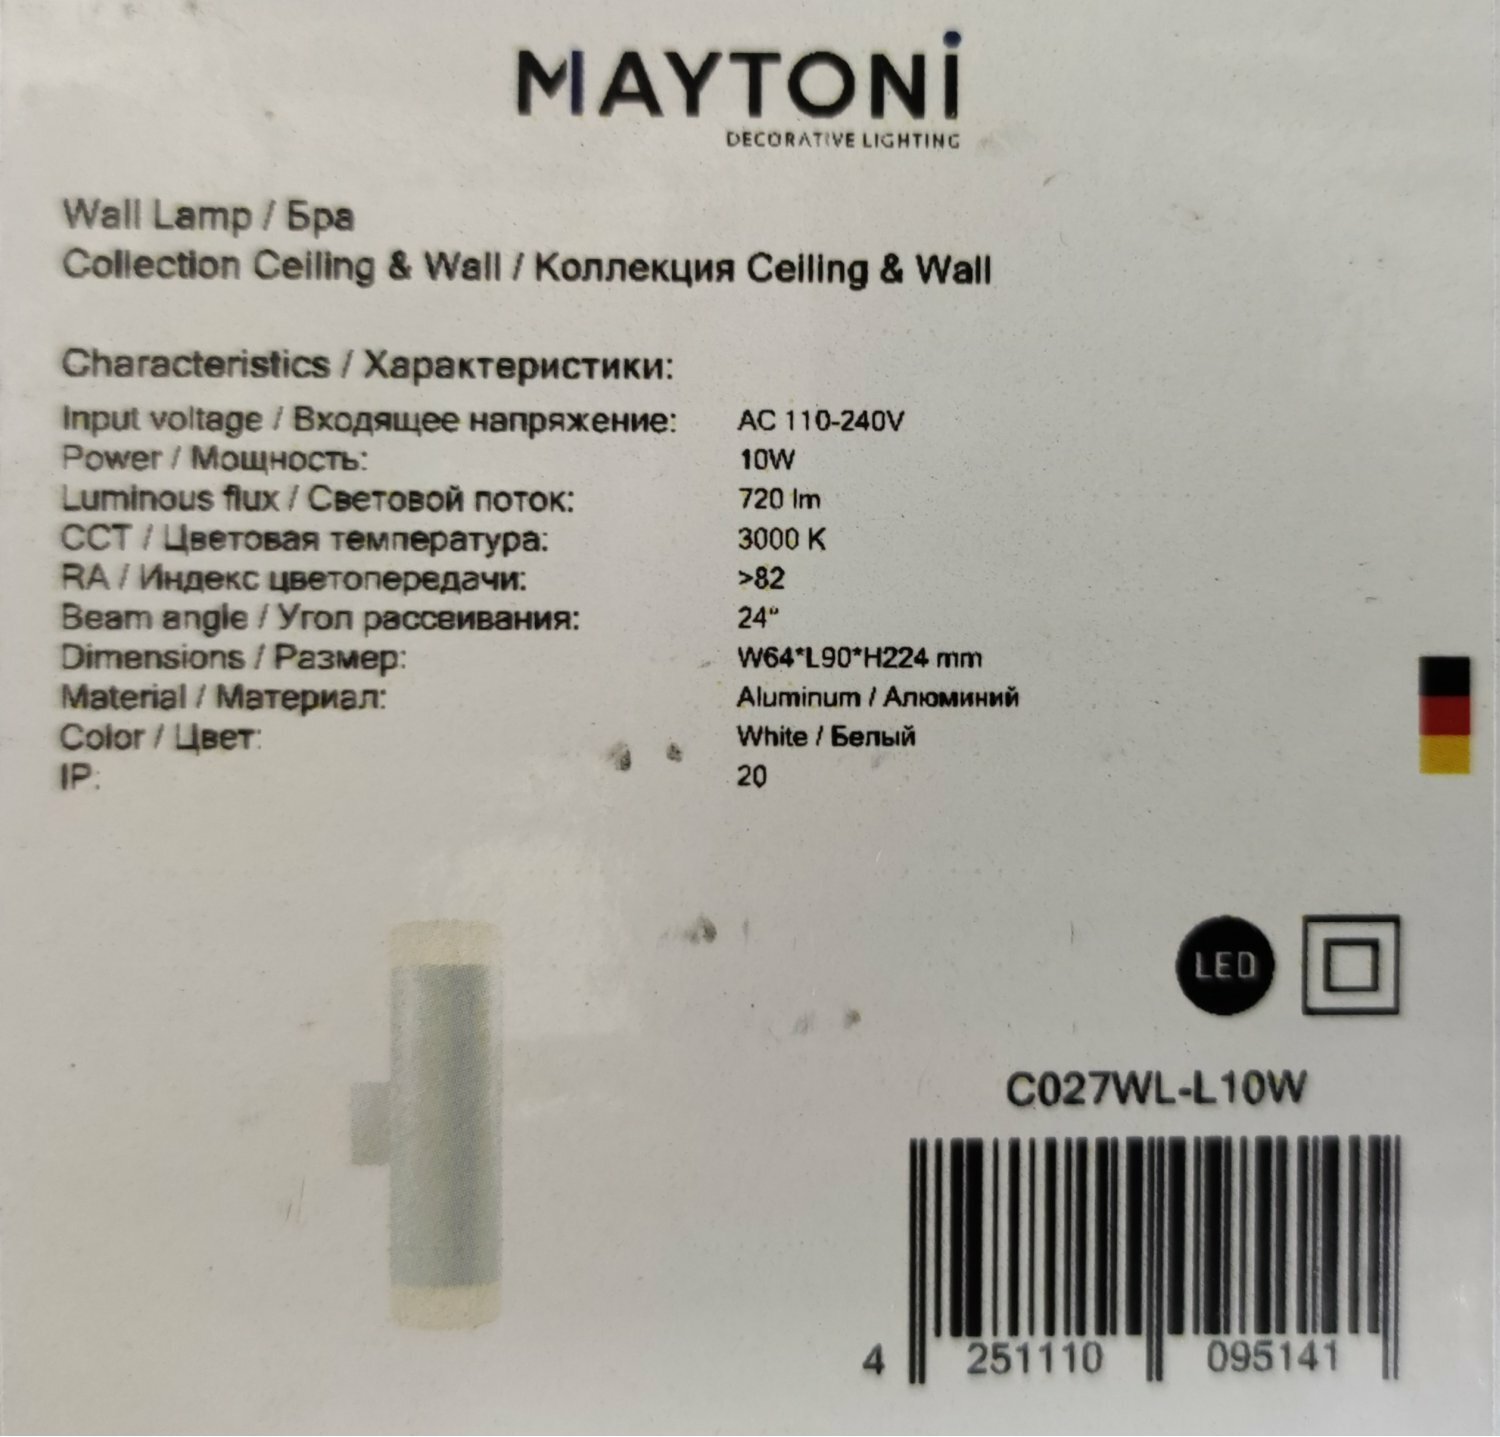 MAYTONi
DECORATIVE LIGHTING
Wall Lamp / Бра
Collection Ceiling & Wall / Коллекция Ceiling & Wall
Characteristics / Характеристики:
Input voltage / Входящее напряжение: AC 110-240V
Power / Мощность: 10W
Luminous flux / Световой поток: 720 lm
CCT / Цветовая температура: 3000 K
RA / Индекс цветопередачи: >82
Beam angle / Угол рассеивания: 24°
Dimensions / Размер: W64*L90*H224 mm
Material / Материал: Aluminum / Алюминий
Color / Цвет: White / Белый
IP: 20
LED
C027WL-L10W
4 251110 095141